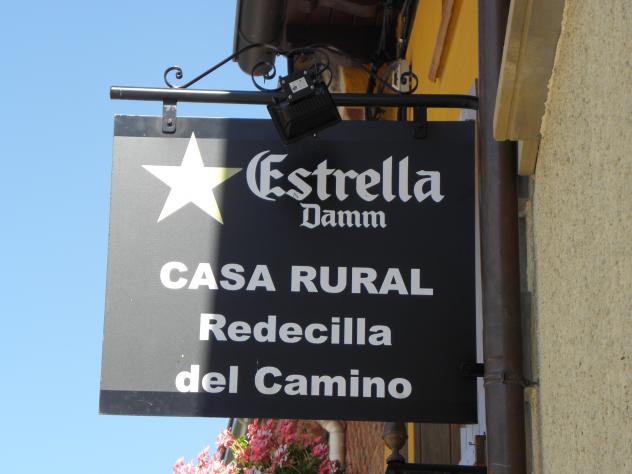 Estrella
Damm
CASA RURAL
Redecilla
del Camino